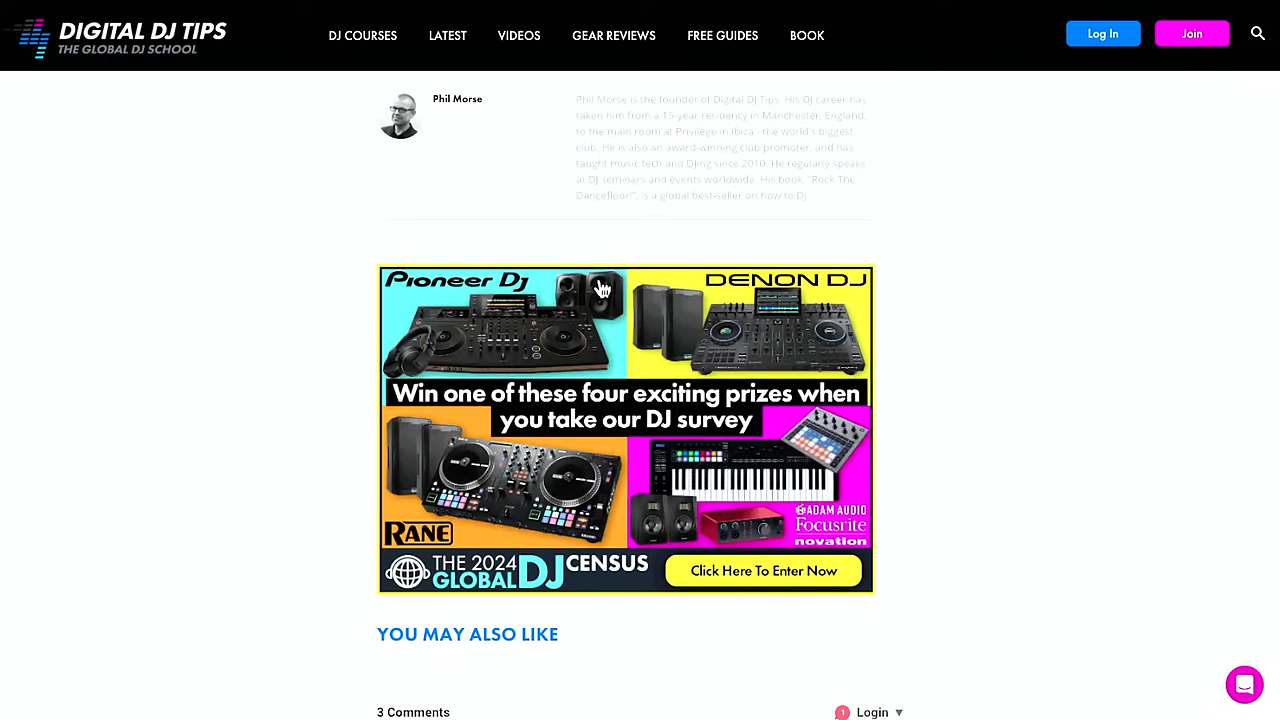 DIGITAL DJ TIPS
THE GLOBAL DJ SCHOOL
DJ COURSES
LATEST
VIDEOS
GEAR REVIEWS
FREE GUIDES
BOOK
Log In
Join
Phil Morse
Phil Morse is the founder of Digital DJ Tips. His DJ career has
taken him from a 15-year residency in Manchester, England,
to the main room at Privilege in Ibiza - the world's biggest
club. He is also an award-winning club promoter, and has
taught music tech and DJing since 2010. He regularly speaks
at DJ seminars and events worldwide. His book, "Rock The
Dancefloor!", is a global best-seller on how to DJ
Pioneer Dj
DENON DJ
Win one of these four exciting prizes when
you take our DJ survey
RANE
ADAM AUDIO
Focusrite
novation
THE 2024
GLOBAL DJ CENSUS
Click Here To Enter Now
YOU MAY ALSO LIKE
3 Comments
1
Login